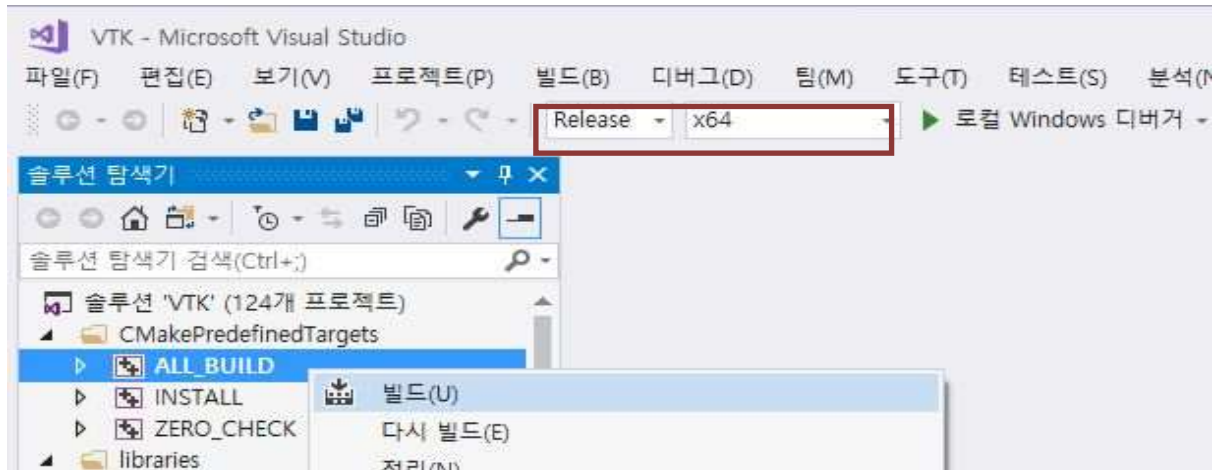 VTK - Microsoft Visual Studio
파일(F) 편집(E) 보기(V) 프로젝트(P) 빌드(B) 디버그(D) 팀(M) 도구(T) 테스트(S) 분석(N
Release x64 로컬 Windows 디버거
솔루션 탐색기
솔루션 탐색기 검색(Ctrl+;)
솔루션 'VTK' (124개 프로젝트)
CMakePredefinedTargets
ALL_BUILD
INSTALL 빌드(U)
ZERO_CHECK 다시 빌드(E)
libraries 정리(N)